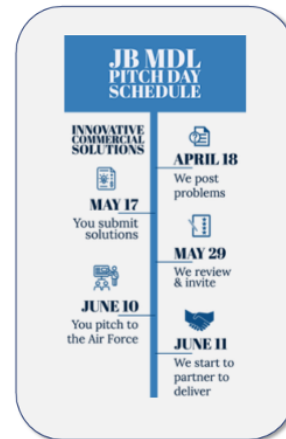 JB MDL
PITCH DAY
SCHEDULE
INNOVATIVE
COMMERCIAL
SOLUTIONS
APRIL 18
We post
problems
MAY 17
You submit
solutions
MAY 29
We review
& invite
JUNE 10
You pitch to
the Air Force
JUNE 11
We start to
partner to
deliver